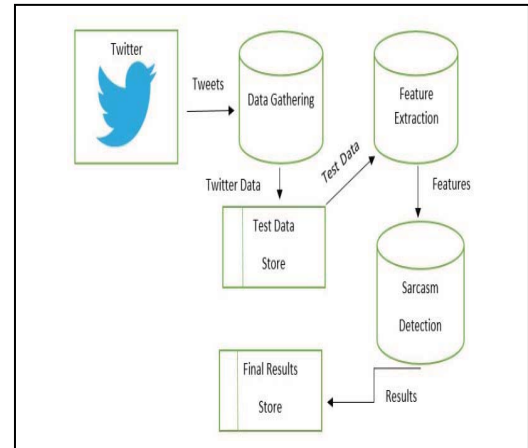 Twitter
Tweets
Data Gathering
Feature
Extraction
Twitter Data
Test Data
Features
Test Data
Store
Sarcasm
Detection
Final Results
Store
Results